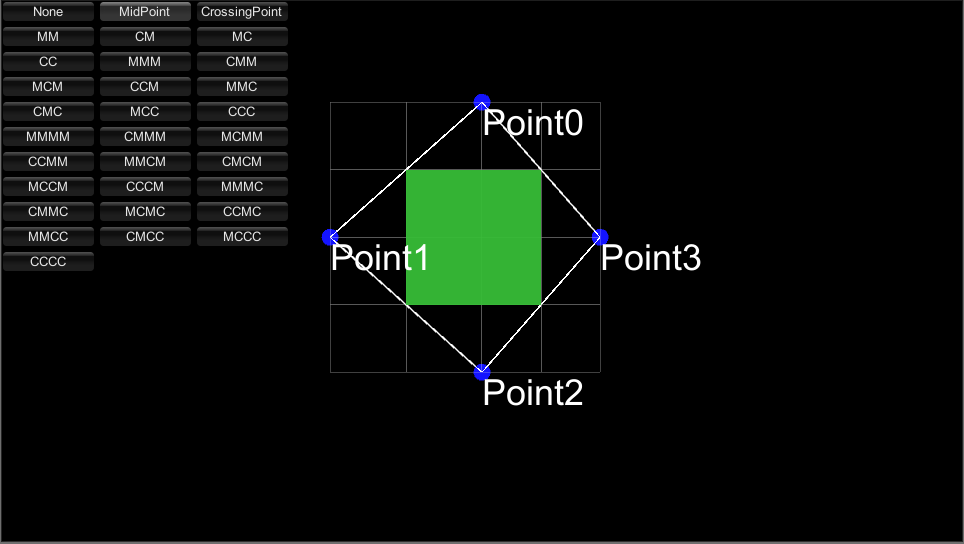 None MidPoint CrossingPoint
MM CM MC
CC MMM CMM
MCM CCM MMC
CMC MCC CCC
MMMM CMMM MCMM
CCMM MMCM CMCM
MCCM CCCM MMMC
CMMC MCMC CCMC
MMCC CMCC MCCC
CCCC
Point0
Point1
Point3
Point2